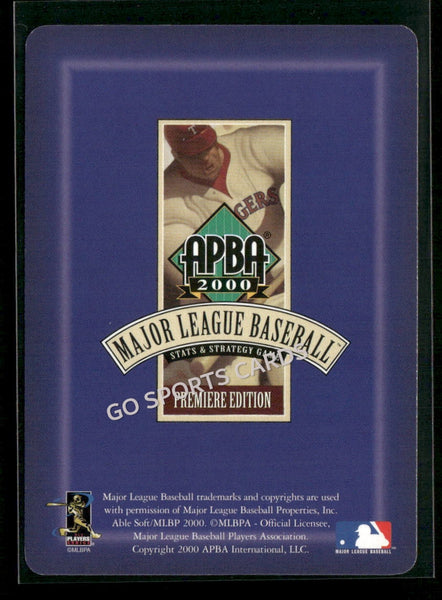 T
GERS
APBA®
2000
MAJOR LEAGUE BASEBALL™
STATS & STRATEGY GAME
GO SPORTS CARDS
PREMIERE EDITION
Major League Baseball trademarks and copyrights are used
with permission of Major League Baseball Properties, Inc.
Able Soft/MLBP 2000. ©MLBPA - Official Licensee,
Major League Baseball Players Association.
Copyright 2000 APBA International, LLC.
PLAYERS
CHOICE
©MLBPA
MAJOR LEAGUE BASEBALL